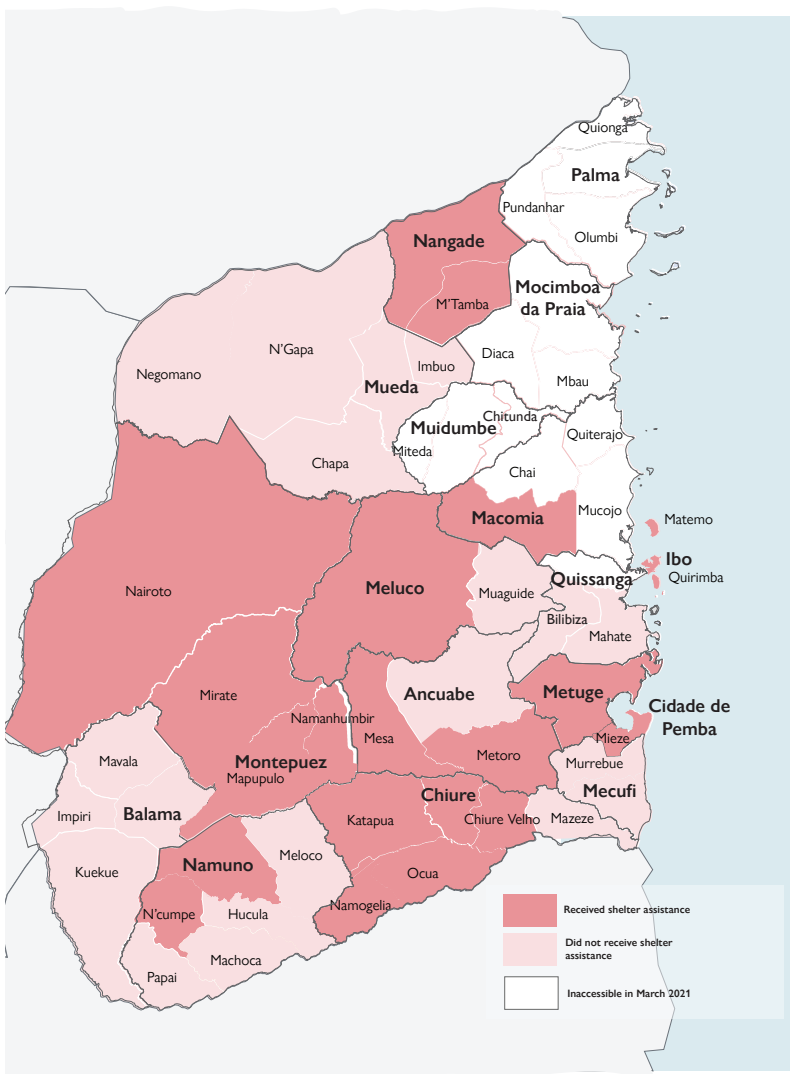 Quionga
Palma
Pundanhar
Olumbi
Nangade
M'Tamba
Mocimboa
da Praia
N'Gapa
Negomano
Imbuo
Diaca
Mueda
Mbau
Chitunda
Muidumbe
Quiterajo
Miteda
Chapa
Chai
Mucojo
Macomia
Matemo
Ibo
Quirimba
Quissanga
Nairoto
Meluco
Muaguide
Bilibiza
Mahate
Mirate
Ancuabe
Metuge
Cidade de
Pemba
Namanhumbir
Mieze
Mesa
Metoro
Mavala
Montepuez
Murrebue
Mapupulo
Mecufi
Chiure
Impiri
Balama
Katapua
Chiure Velho
Mazeze
Meloco
Namuno
Kuekue
Ocua
N'cumpe
Hucula
Namogelia
Machoca
Papai
Received shelter assistance
Did not receive shelter
assistance
Inaccessible in March 2021